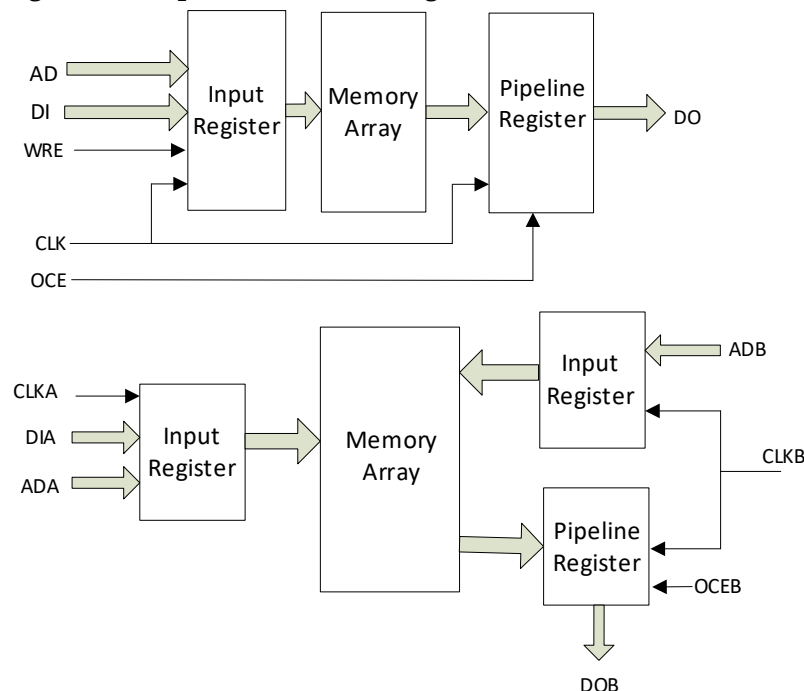 AD
DI
WRE
CLK
OCE
Input
Register
Memory
Array
Pipeline
Register
DO
CLKA
DIA
ADA
Input
Register
Memory
Array
Input
Register
ADB
CLKB
Pipeline
Register
OCEB
DOB